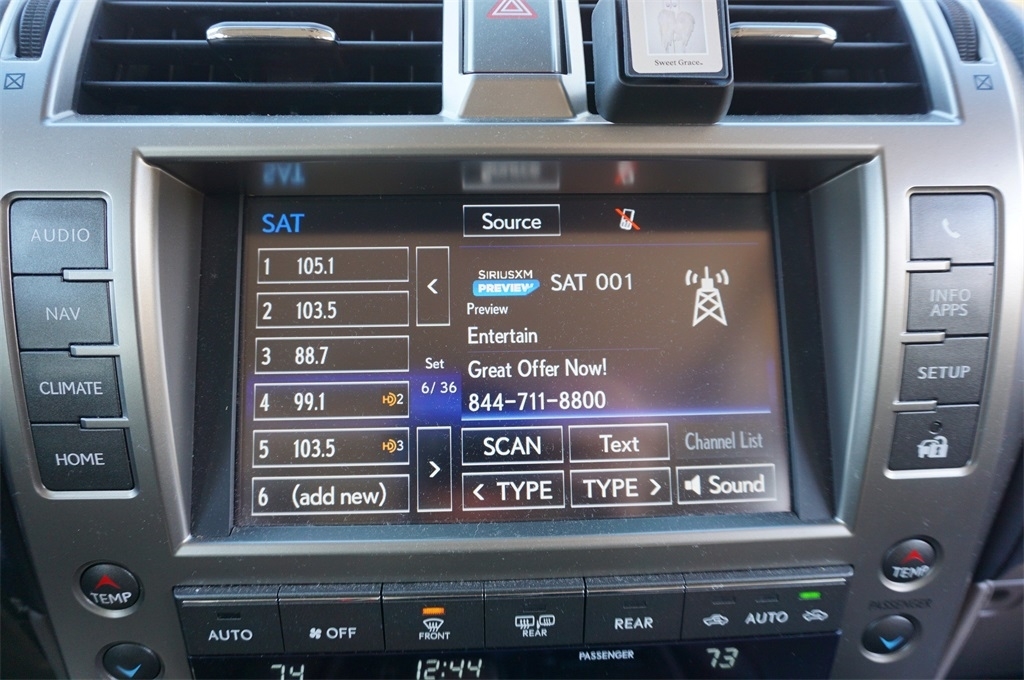 Sweet Grace®
AUDIO
NAV
CLIMATE
HOME
SAT
Source
1 105.1
2 103.5
3 88.7
4 99.1 HD2
5 103.5 HD3
6 (add new)
<
Set
6/ 36
>
SIRIUSXM
PREVIEW
SAT 001
Preview
Entertain
Great Offer Now!
844-711-8800
SCAN
Text
Channel List
< TYPE
TYPE >
Sound
INFO
APPS
SETUP
TEMP
TEMP
PASSENGER
AUTO
OFF
FRONT
REAR
REAR
AUTO
74
12:44
PASSENGER
73